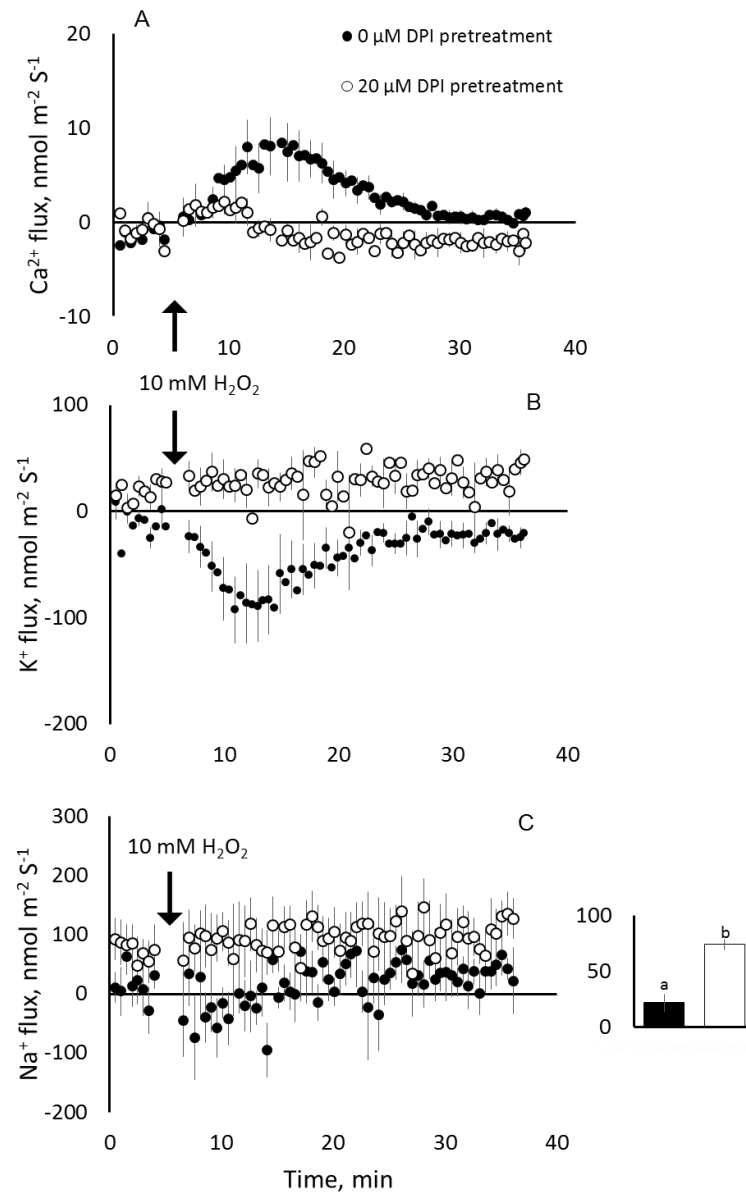 A
20
● 0 μM DPI pretreatment
○ 20 μM DPI pretreatment
10
0
-10
Ca²⁺ flux, nmol m⁻² S⁻¹
0 10 20 30 40
10 mM H₂O₂
B
100
0
-100
-200
K⁺ flux, nmol m⁻² S⁻¹
0 10 20 30 40
C
300
10 mM H₂O₂
200
100
0
-100
-200
Na⁺ flux, nmol m⁻² S⁻¹
0 10 20 30 40
Time, min
100
50
0
a
b